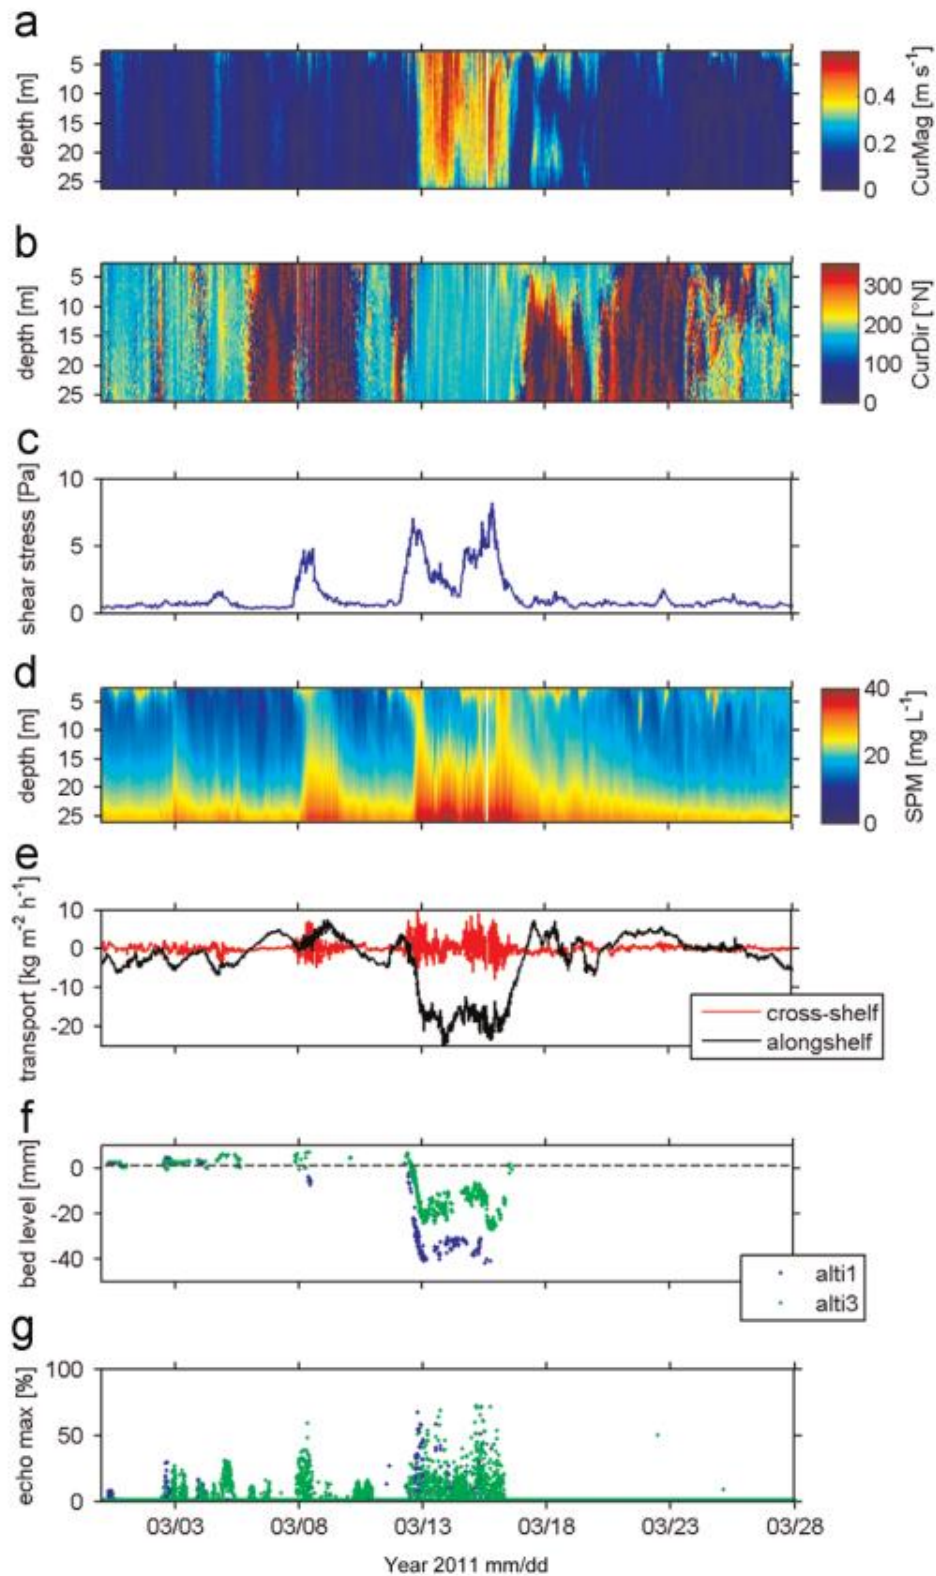 a
depth [m]
5
10
15
20
25
0.4
0.2
0
CurMag [m s-1]
b
depth [m]
5
10
15
20
25
300
200
100
0
CurDir [°N]
c
shear stress [Pa]
10
5
0
d
depth [m]
5
10
15
20
25
40
20
0
SPM [mg L-1]
e
transport [kg m-2 h-1]
10
0
-10
-20
cross-shelf
alongshelf
f
bed level [mm]
0
-20
-40
alti1
alti3
g
echo max [%]
100
50
0
03/03 03/08 03/13 03/18 03/23 03/28
Year 2011 mm/dd